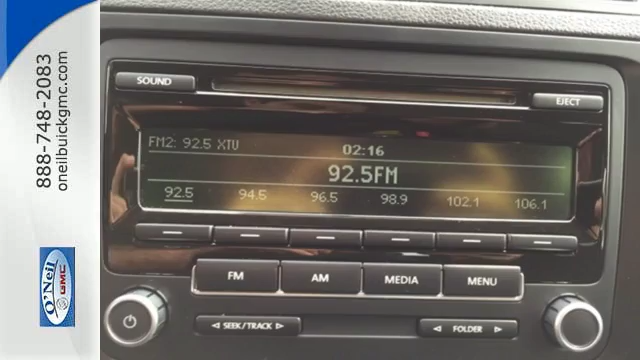 888-748-2083
oneilbuickgmc.com
O'Neil
GMC
SOUND
EJECT
FM2: 92.5 XTU
02:16
92.5FM
92.5 94.5 96.5 98.9 102.1 106.1
FM AM MEDIA MENU
SEEK/TRACK FOLDER